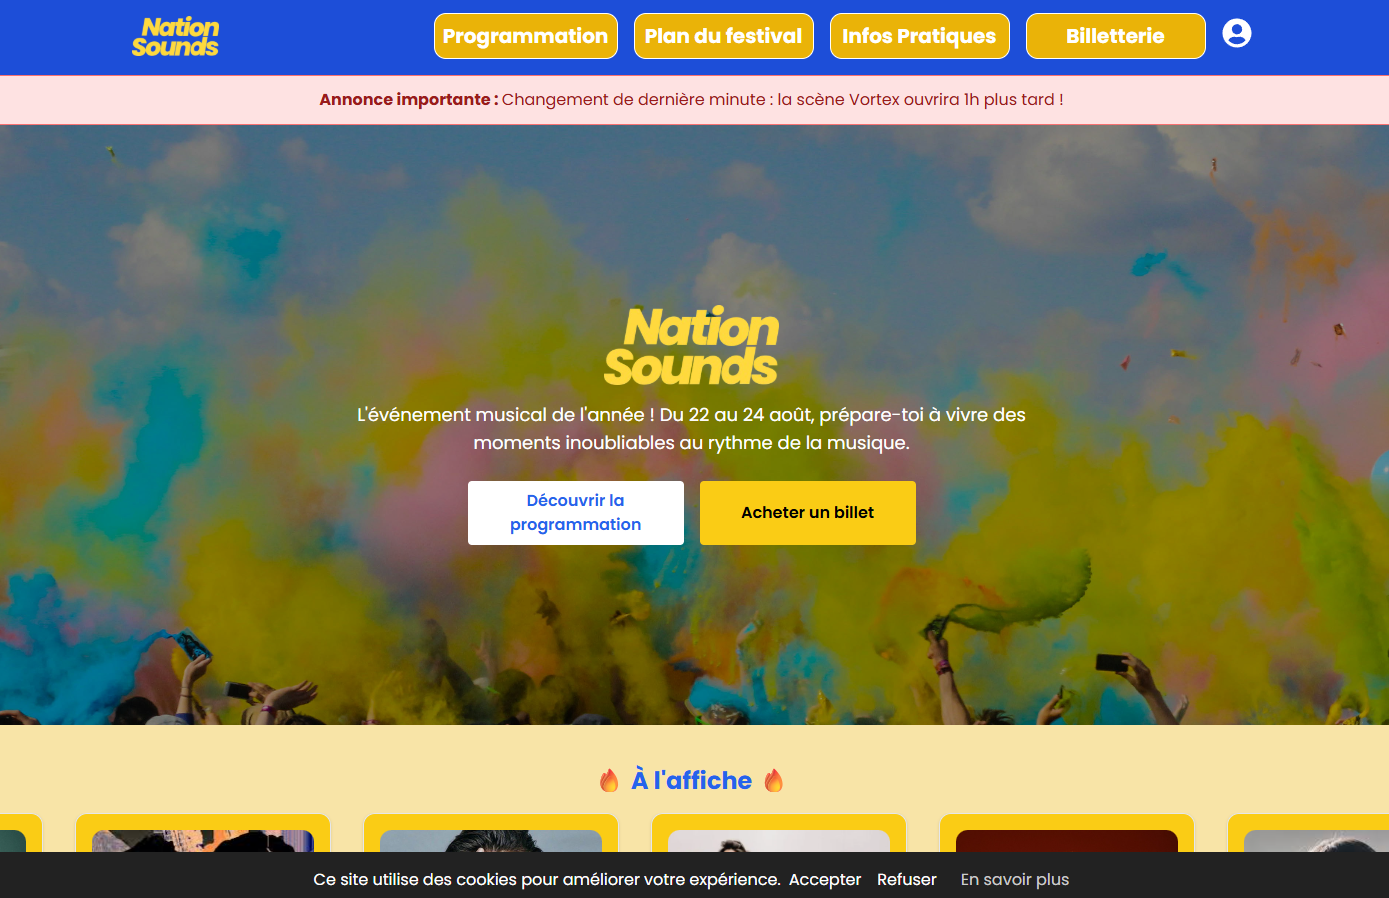 Nation
Sounds
Programmation
Plan du festival
Infos Pratiques
Billetterie
Annonce importante : Changement de dernière minute : la scène Vortex ouvrira 1h plus tard !
Nation
Sounds
L'événement musical de l'année ! Du 22 au 24 août, prépare-toi à vivre des
moments inoubliables au rythme de la musique.
Découvrir la
programmation
Acheter un billet
🔥 À l'affiche 🔥
Ce site utilise des cookies pour améliorer votre expérience. Accepter Refuser En savoir plus